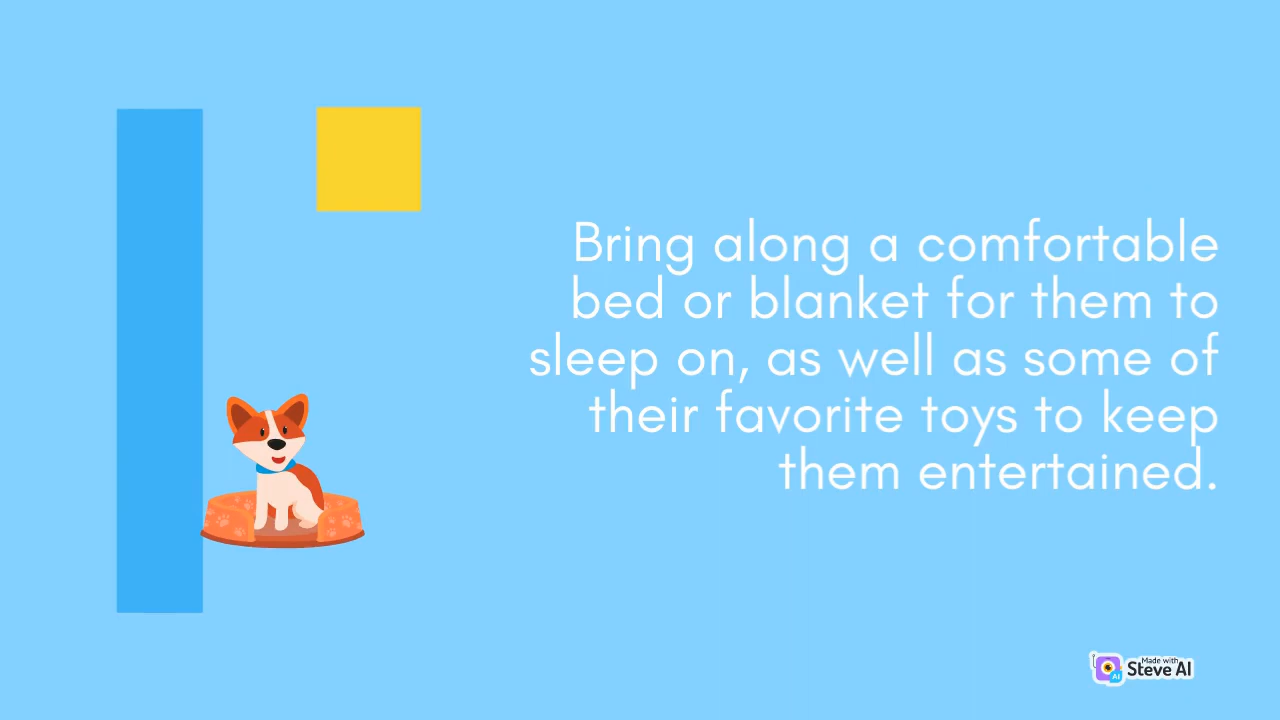 Bring along a comfortable
bed or blanket for them to
sleep on, as well as some of
their favorite toys to keep
them entertained.
Made with
Steve AI
AI